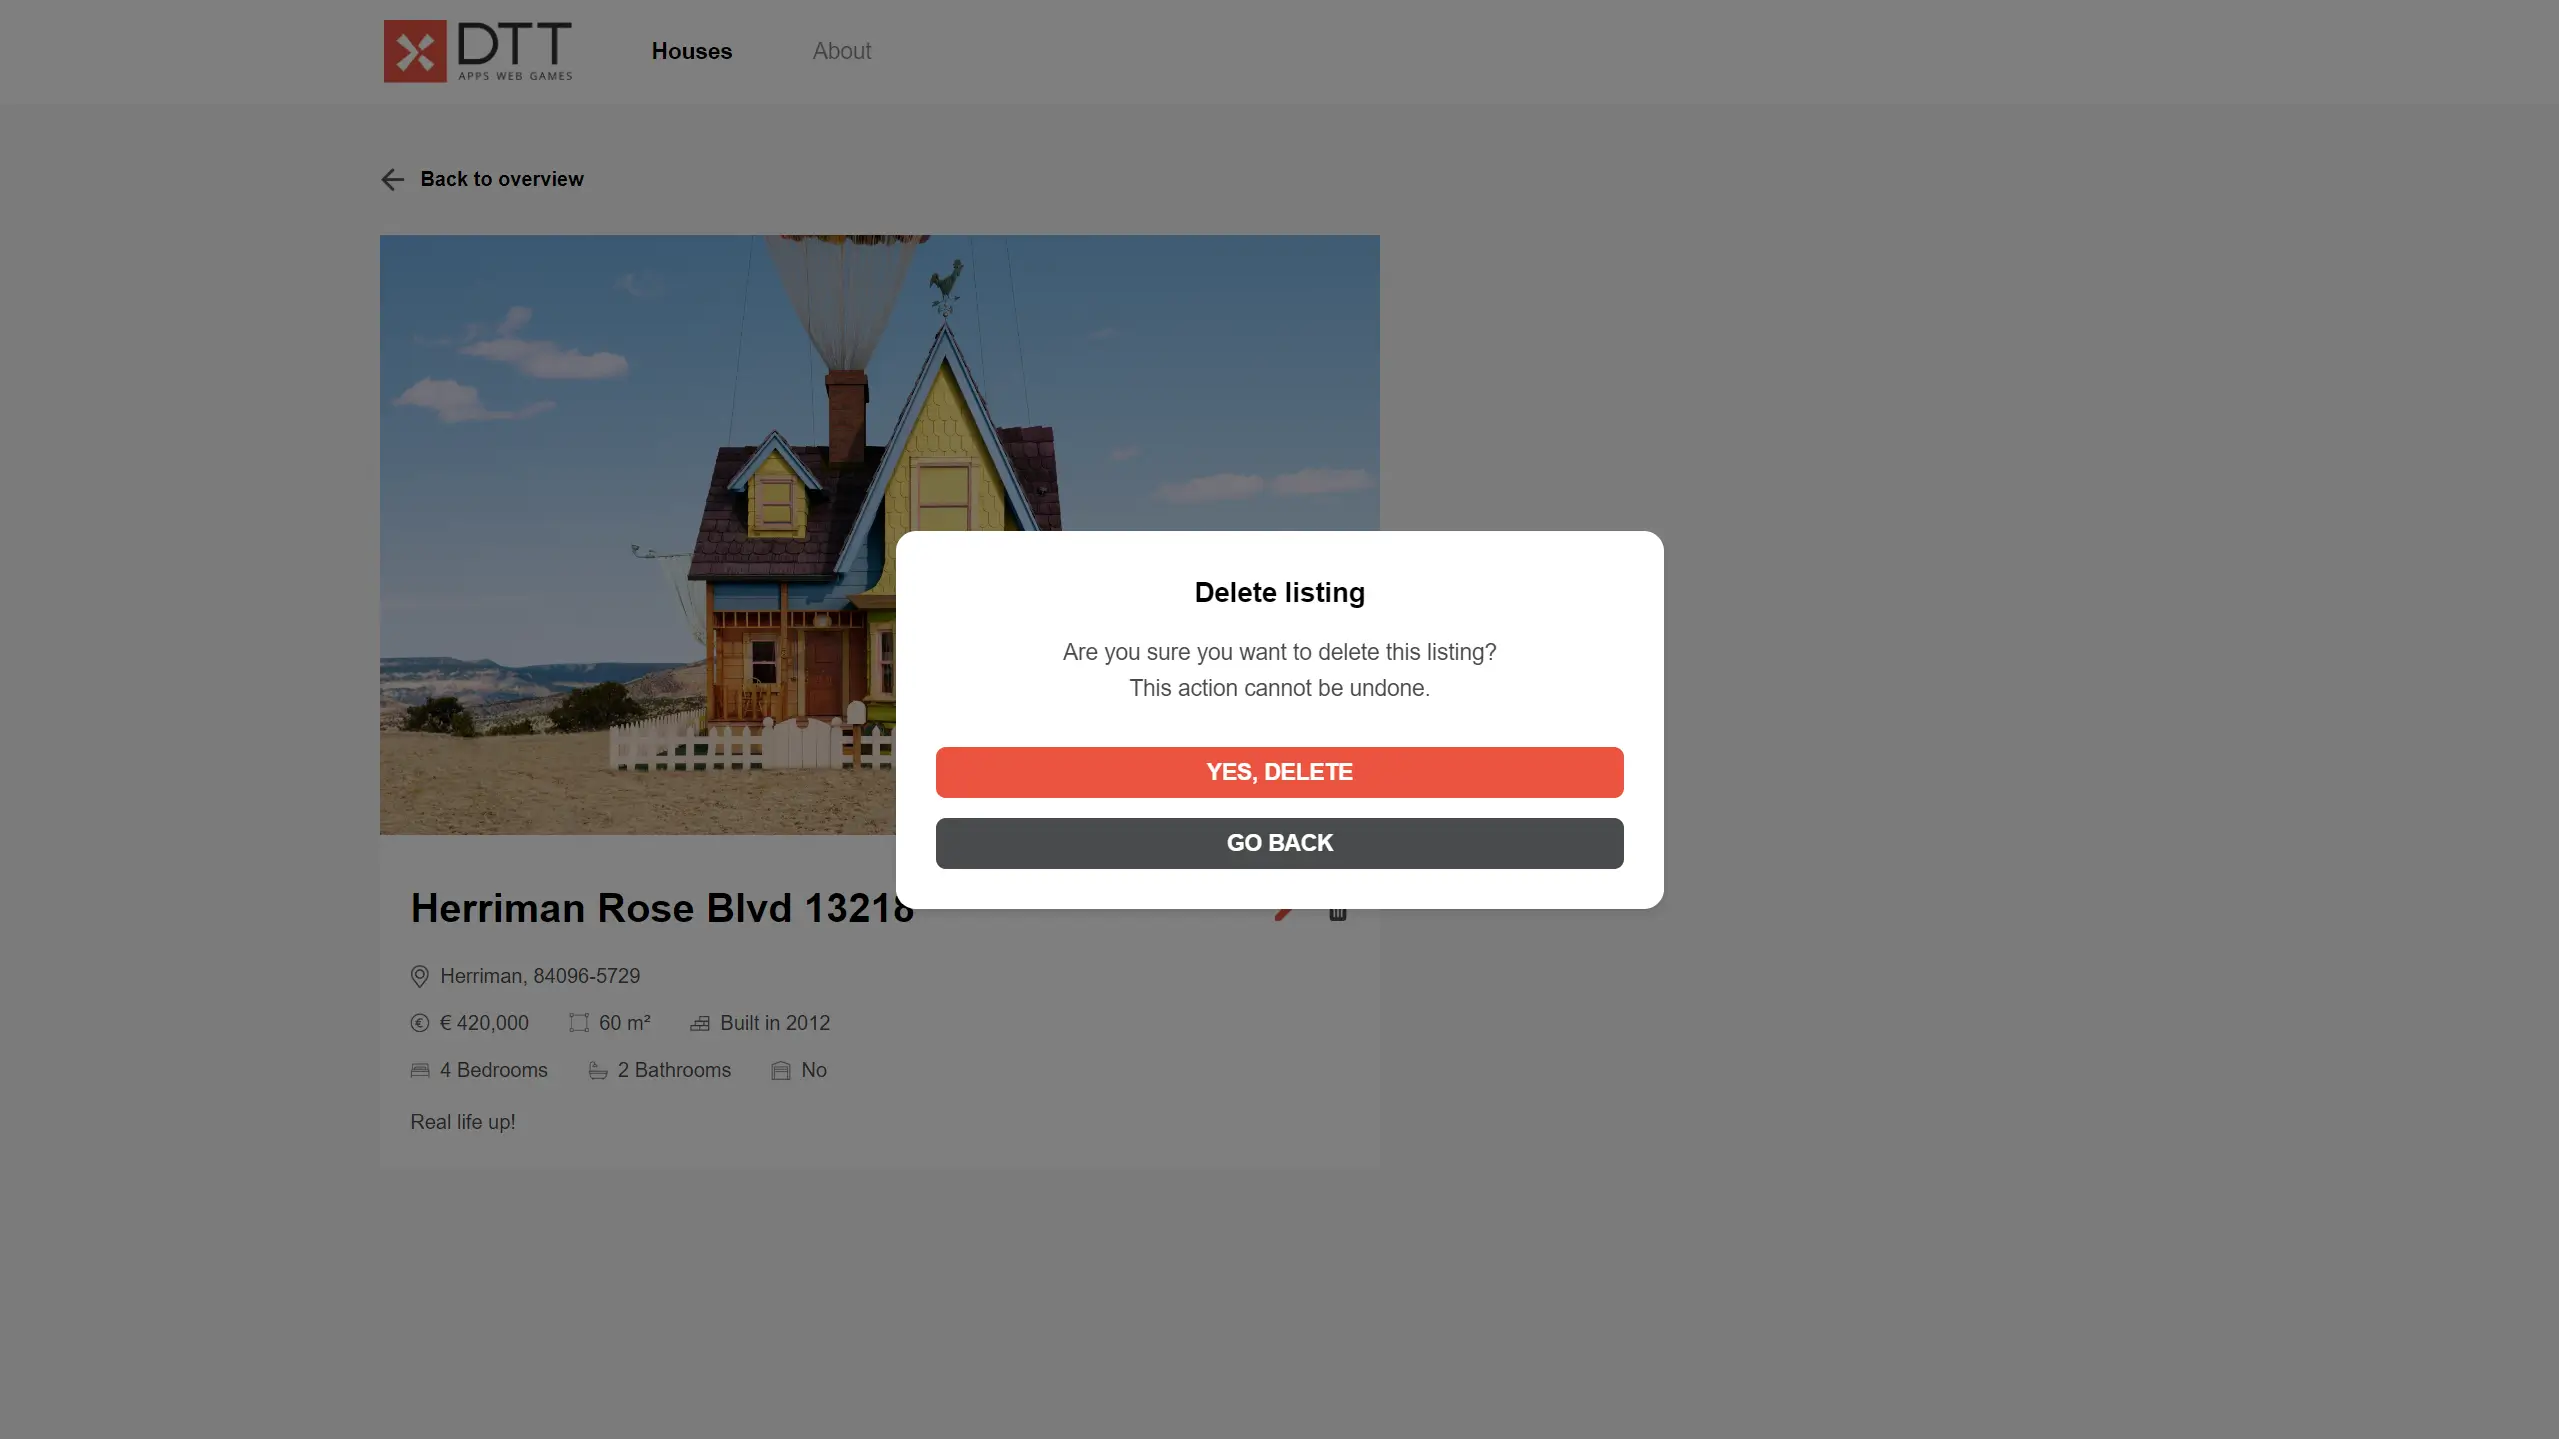 DTT
APPS WEB GAMES
Houses
About
Back to overview
Delete listing
Are you sure you want to delete this listing?
This action cannot be undone.
YES, DELETE
GO BACK
Herriman Rose Blvd 13218
Herriman, 84096-5729
€ 420,000
60 m²
Built in 2012
4 Bedrooms
2 Bathrooms
No
Real life up!